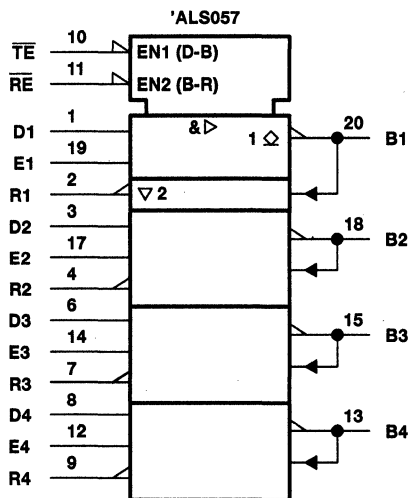 'ALS057
TE 10 EN1 (D-B)
RE 11 EN2 (B-R)
D1 1 &▷ 1 ◇ 20 B1
E1 19
R1 2 ▽ 2
D2 3 18 B2
E2 17
R2 4
D3 6 15 B3
E3 14
R3 7
D4 8 13 B4
E4 12
R4 9